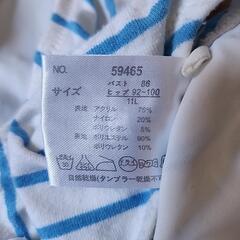 NO. 59465
バスト 86
サイズ ヒップ 92~100
11L
表地 アクリル 75%
ナイロン 20%
ポリウレタン 5%
裏地 ポリエステル 90%
ポリウレタン 10%
自然乾燥(タンブラー乾燥不可)